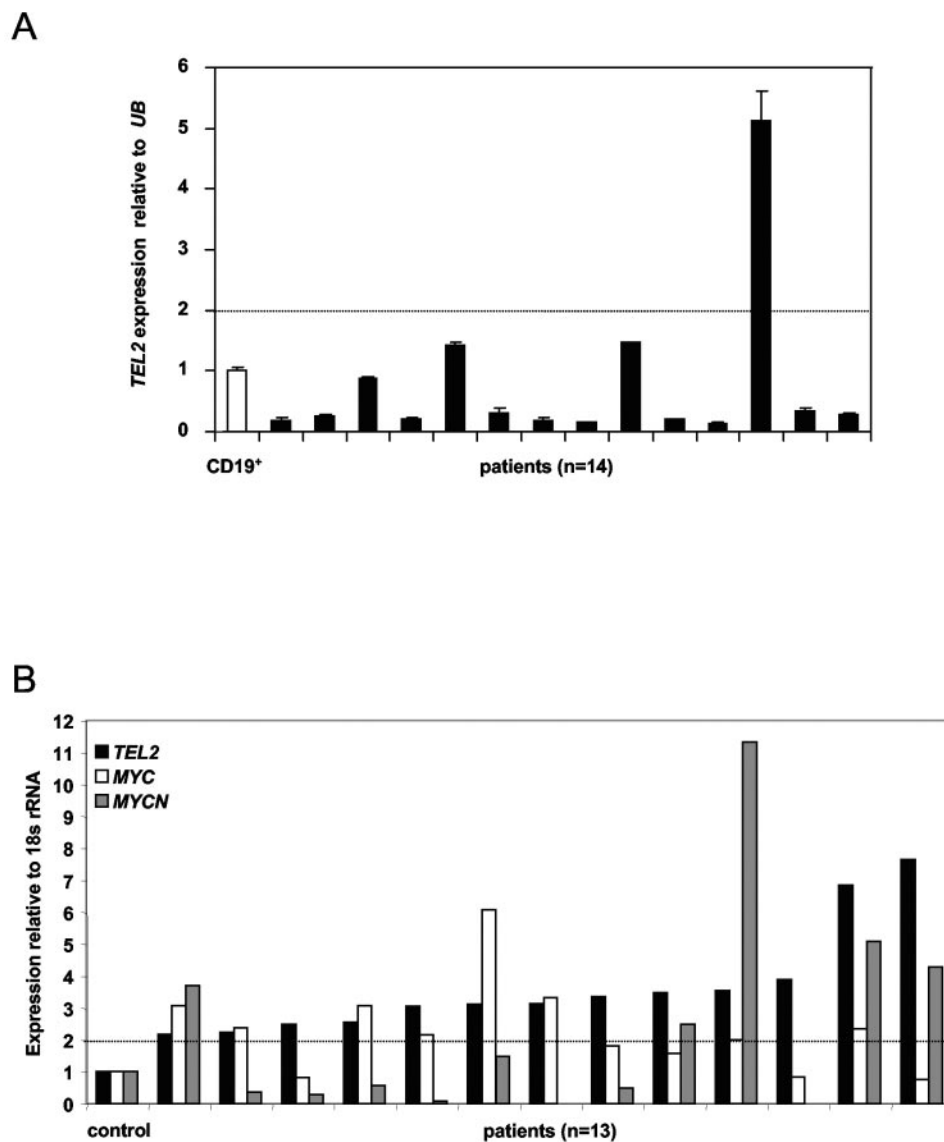 A
TEL2 expression relative to UB
6
5
4
3
2
1
0
CD19+
patients (n=14)
B
Expression relative to 18s rRNA
12
11
10
9
8
7
6
5
4
3
2
1
0
TEL2
MYC
MYCN
control
patients (n=13)